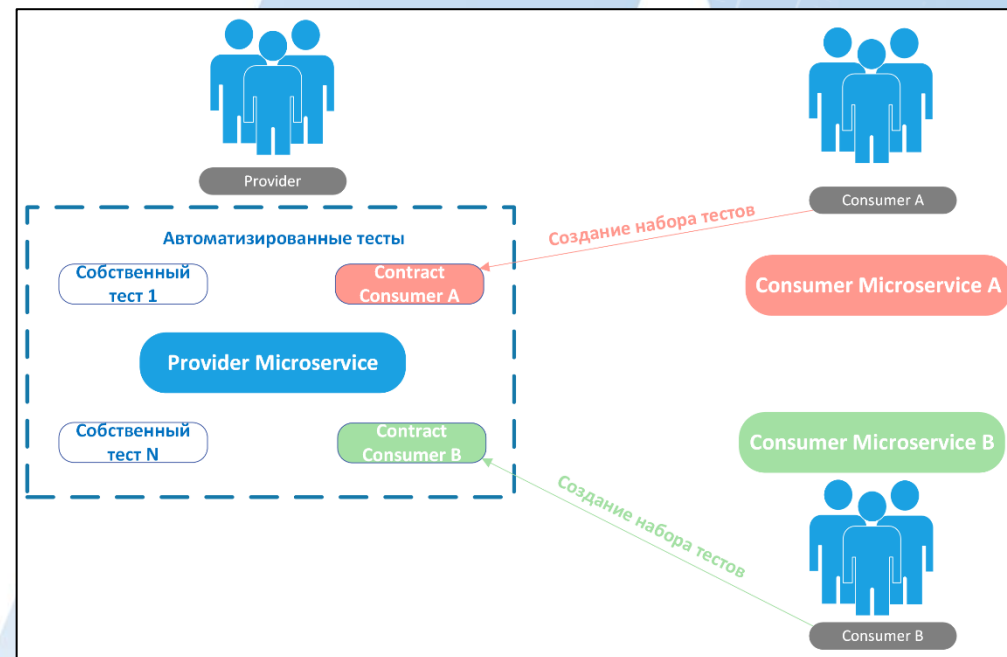 Provider
Consumer A
Автоматизированные тесты
Создание набора тестов
Собственный
тест 1
Contract
Consumer A
Consumer Microservice A
Provider Microservice
Собственный
тест N
Contract
Consumer B
Consumer Microservice B
Создание набора тестов
Consumer B